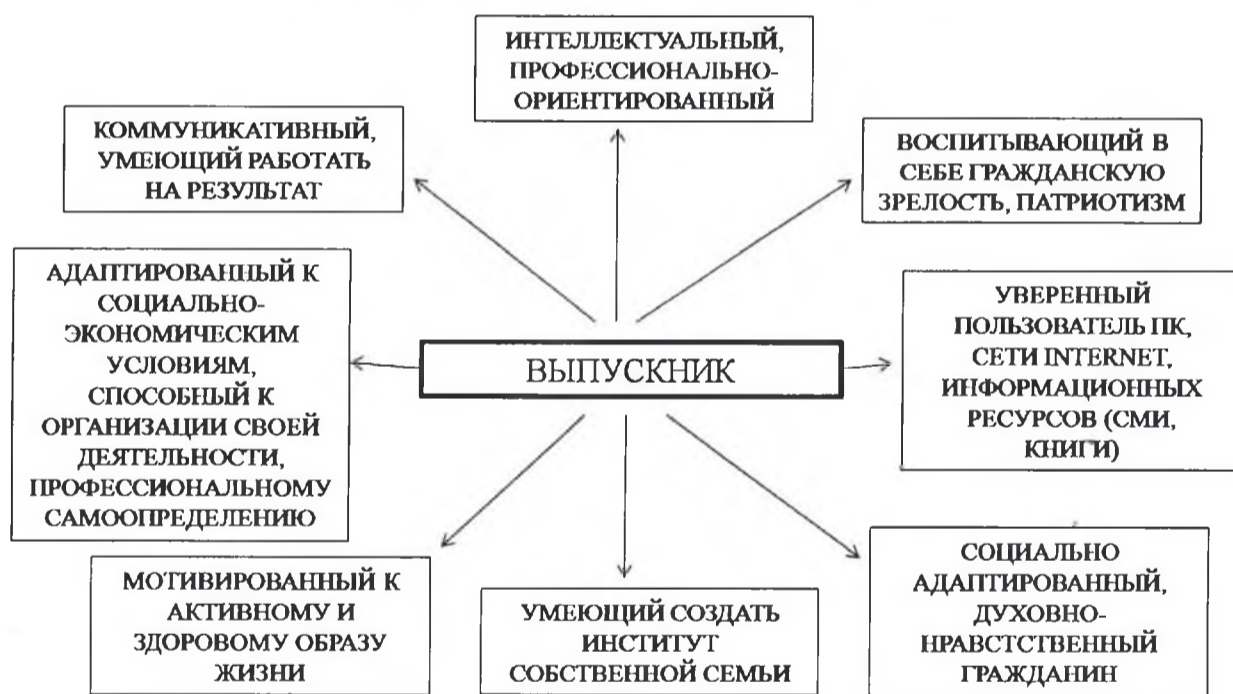 ИНТЕЛЛЕКТУАЛЬНЫЙ,
ПРОФЕССИОНАЛЬНО-
ОРИЕНТИРОВАННЫЙ
КОММУНИКАТИВНЫЙ,
УМЕЮЩИЙ РАБОТАТЬ
НА РЕЗУЛЬТАТ
ВОСПИТЫВАЮЩИЙ В
СЕБЕ ГРАЖДАНСКУЮ
ЗРЕЛОСТЬ, ПАТРИОТИЗМ
АДАПТИРОВАННЫЙ К
СОЦИАЛЬНО-
ЭКОНОМИЧЕСКИМ
УСЛОВИЯМ,
СПОСОБНЫЙ К
ОРГАНИЗАЦИИ СВОЕЙ
ДЕЯТЕЛЬНОСТИ,
ПРОФЕССИОНАЛЬНОМУ
САМООПРЕДЕЛЕНИЮ
ВЫПУСКНИК
УВЕРЕННЫЙ
ПОЛЬЗОВАТЕЛЬ ПК,
СЕТИ INTERNET,
ИНФОРМАЦИОННЫХ
РЕСУРСОВ (СМИ,
КНИГИ)
МОТИВИРОВАННЫЙ К
АКТИВНОМУ И
ЗДОРОВОМУ ОБРАЗУ
ЖИЗНИ
УМЕЮЩИЙ СОЗДАТЬ
ИНСТИТУТ
СОБСТВЕННОЙ СЕМЬИ
СОЦИАЛЬНО
АДАПТИРОВАННЫЙ,
ДУХОВНО-
НРАВСТСТВЕННЫЙ
ГРАЖДАНИН